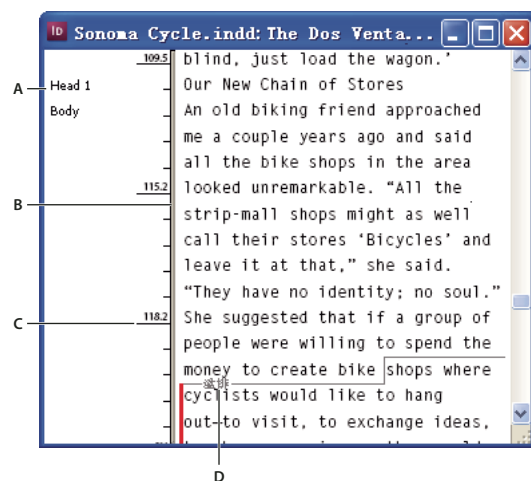 ID Sonoma Cycle.indd: The Dos Venta...
109.5
blind, just load the wagon.’
A
Head 1
Our New Chain of Stores
Body
An old biking friend approached
me a couple years ago and said
all the bike shops in the area
115.2
looked unremarkable. “All the
B
strip-mall shops might as well
call their stores ‘Bicycles’ and
leave it at that,” she said.
“They have no identity; no soul.”
C
118.2
She suggested that if a group of
people were willing to spend the
money to create bike shops where
溢排
cyclists would like to hang
out to visit, to exchange ideas,
D